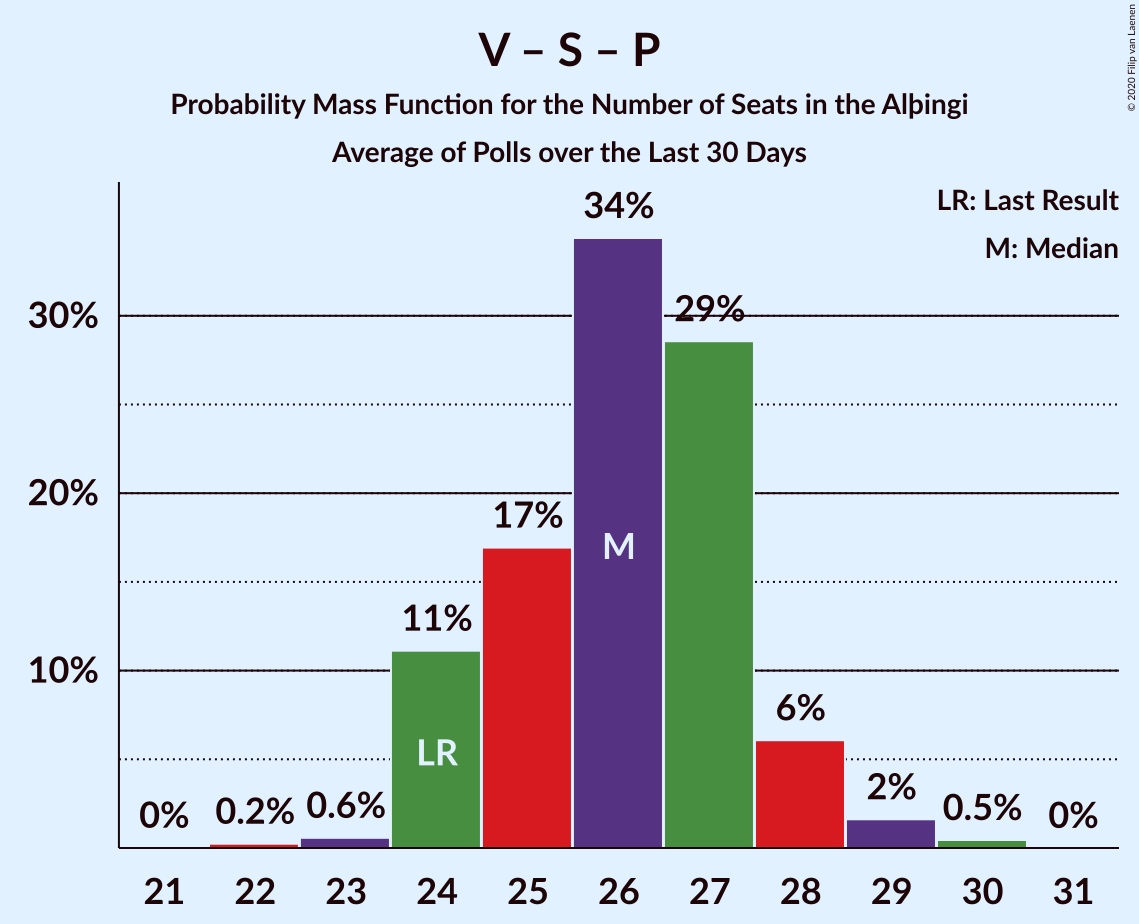 V – S – P
Probability Mass Function for the Number of Seats in the Alþingi
Average of Polls over the Last 30 Days
© 2020 Filip van Laenen
LR: Last Result
M: Median
34%
30%
29%
20%
17%
M
11%
10%
6%
LR
0%
0.2%
0.6%
2%
0.5%
0%
21 22 23 24 25 26 27 28 29 30 31